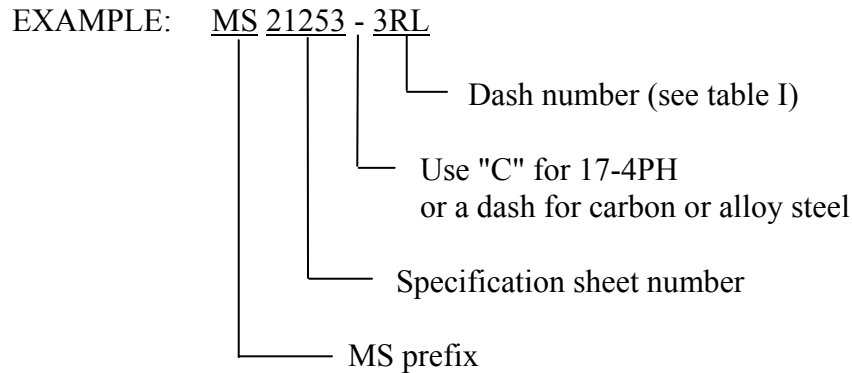 EXAMPLE: MS 21253 - 3RL
Dash number (see table I)
Use "C" for 17-4PH
or a dash for carbon or alloy steel
Specification sheet number
MS prefix